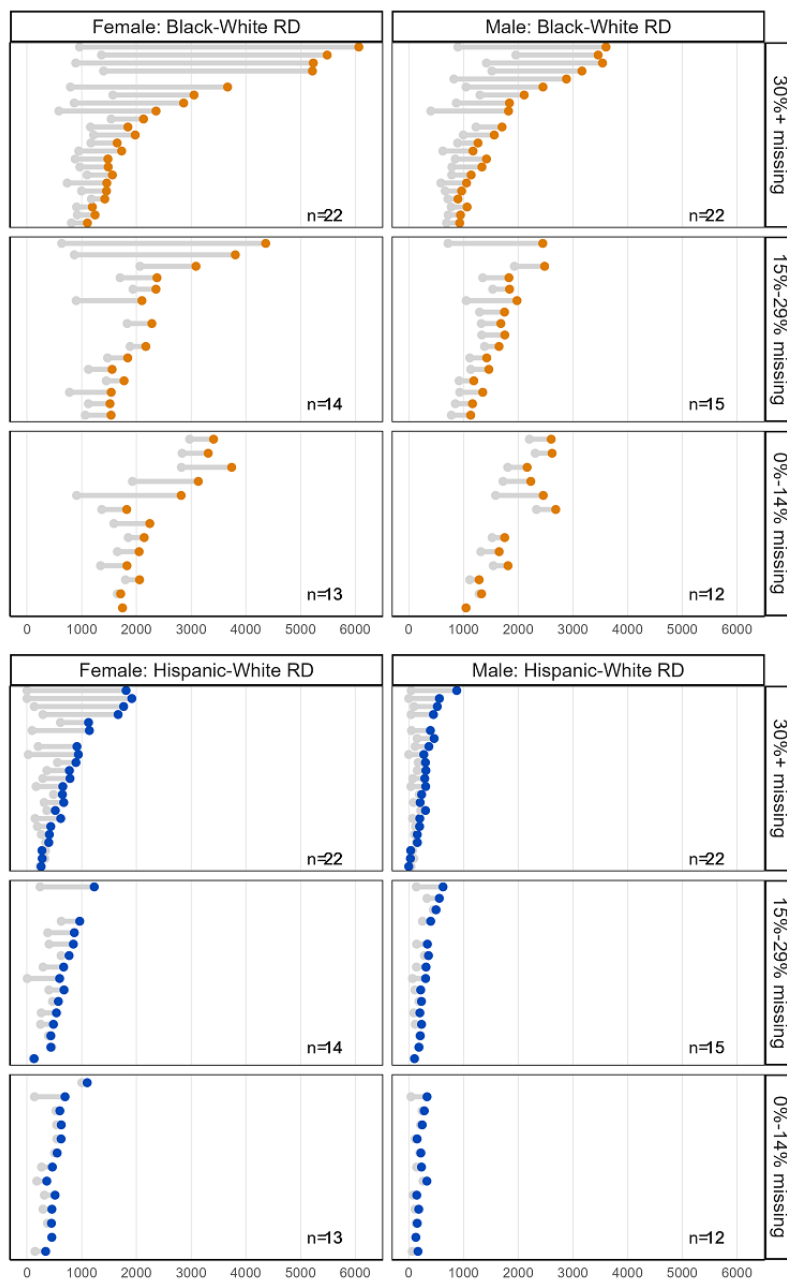 Female: Black-White RD
Male: Black-White RD
n=22
n=22
30%+ missing
n=14
n=15
15%-29% missing
n=13
n=12
0%-14% missing
0 1000 2000 3000 4000 5000 6000
0 1000 2000 3000 4000 5000 6000
Female: Hispanic-White RD
Male: Hispanic-White RD
n=22
n=22
30%+ missing
n=14
n=15
15%-29% missing
n=13
n=12
0%-14% missing
0 1000 2000 3000 4000 5000 6000
0 1000 2000 3000 4000 5000 6000